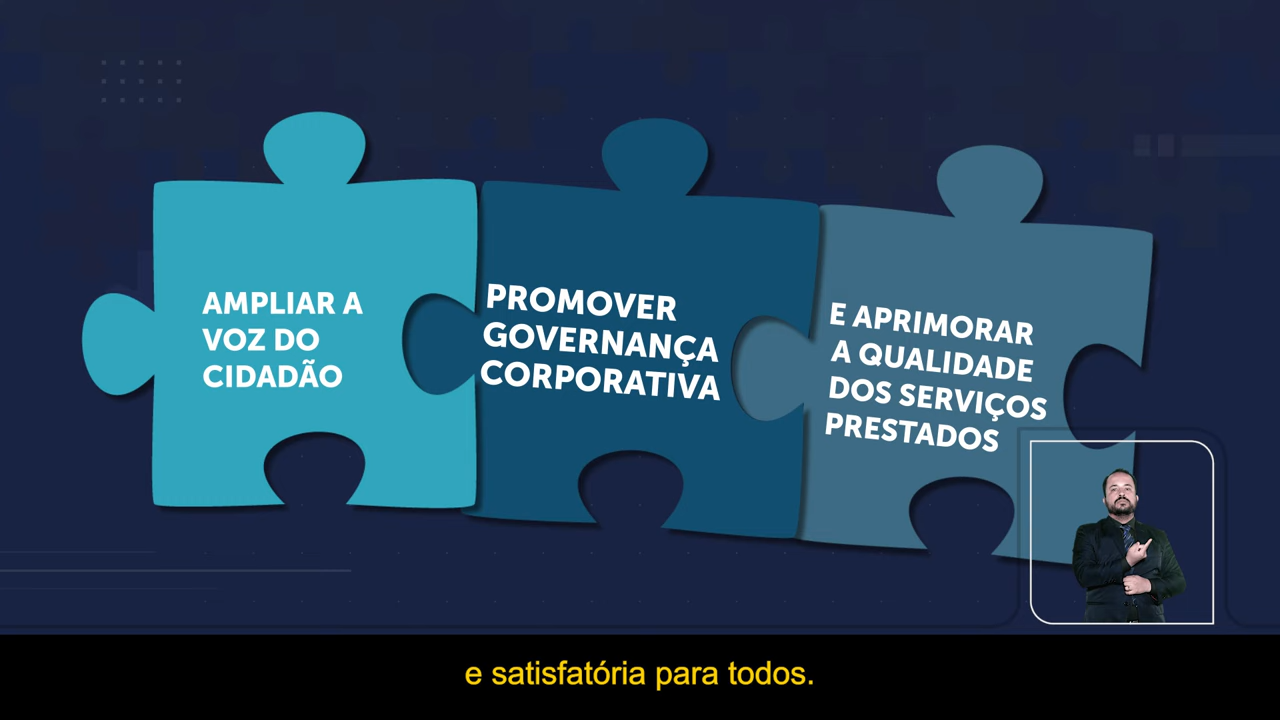 AMPLIAR A
VOZ DO
CIDADÃO
PROMOVER
GOVERNANÇA
CORPORATIVA
E APRIMORAR
A QUALIDADE
DOS SERVIÇOS
PRESTADOS
e satisfatória para todos.